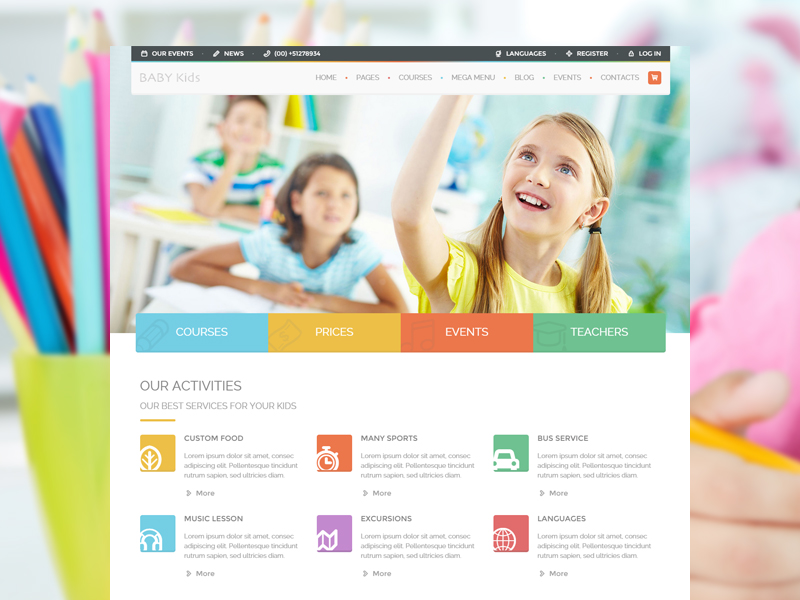 OUR EVENTS NEWS (00) +51278934 LANGUAGES REGISTER LOG IN
BABY Kids HOME PAGES COURSES MEGA MENU BLOG EVENTS CONTACTS
COURSES PRICES EVENTS TEACHERS
OUR ACTIVITIES
OUR BEST SERVICES FOR YOUR KIDS
CUSTOM FOOD
Lorem ipsum dolor sit amet, consec
adipiscing elit. Pellentesque tincidunt
rutrum sapien, sed ultricies diam.
More
MANY SPORTS
Lorem ipsum dolor sit amet, consec
adipiscing elit. Pellentesque tincidunt
rutrum sapien, sed ultricies diam.
More
BUS SERVICE
Lorem ipsum dolor sit amet, consec
adipiscing elit. Pellentesque tincidunt
rutrum sapien, sed ultricies diam.
More
MUSIC LESSON
Lorem ipsum dolor sit amet, consec
adipiscing elit. Pellentesque tincidunt
rutrum sapien, sed ultricies diam.
More
EXCURSIONS
Lorem ipsum dolor sit amet, consec
adipiscing elit. Pellentesque tincidunt
rutrum sapien, sed ultricies diam.
More
LANGUAGES
Lorem ipsum dolor sit amet, consec
adipiscing elit. Pellentesque tincidunt
rutrum sapien, sed ultricies diam.
More